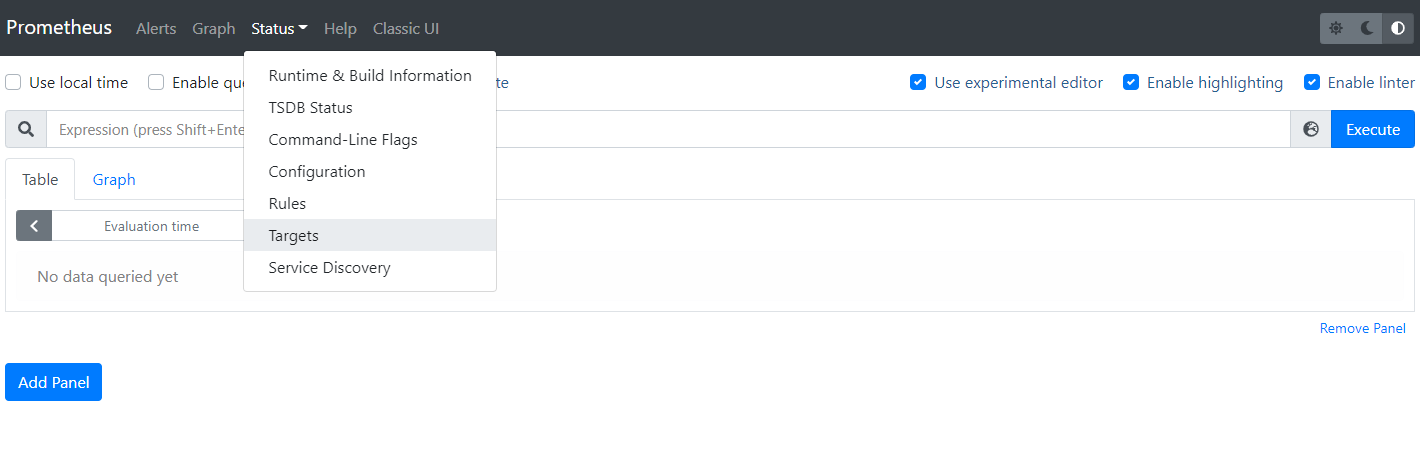 Prometheus Alerts Graph Status Help Classic UI
Runtime & Build Information
Use local time Enable que te Use experimental editor Enable highlighting Enable linter
TSDB Status
Expression (press Shift+Ente Execute
Command-Line Flags
Configuration
Table Graph
Rules
Evaluation time
Targets
Service Discovery
No data queried yet
Remove Panel
Add Panel